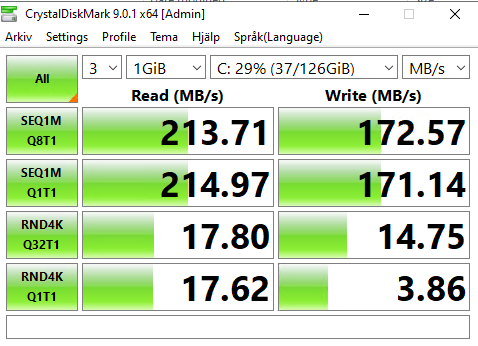 CrystalDiskMark 9.0.1 x64 [Admin]
Arkiv Settings Profile Tema Hjälp Språk(Language)
All 3 1GiB C: 29% (37/126GiB) MB/s
Read (MB/s) Write (MB/s)
SEQ1M
Q8T1 213.71 172.57
SEQ1M
Q1T1 214.97 171.14
RND4K
Q32T1 17.80 14.75
RND4K
Q1T1 17.62 3.86